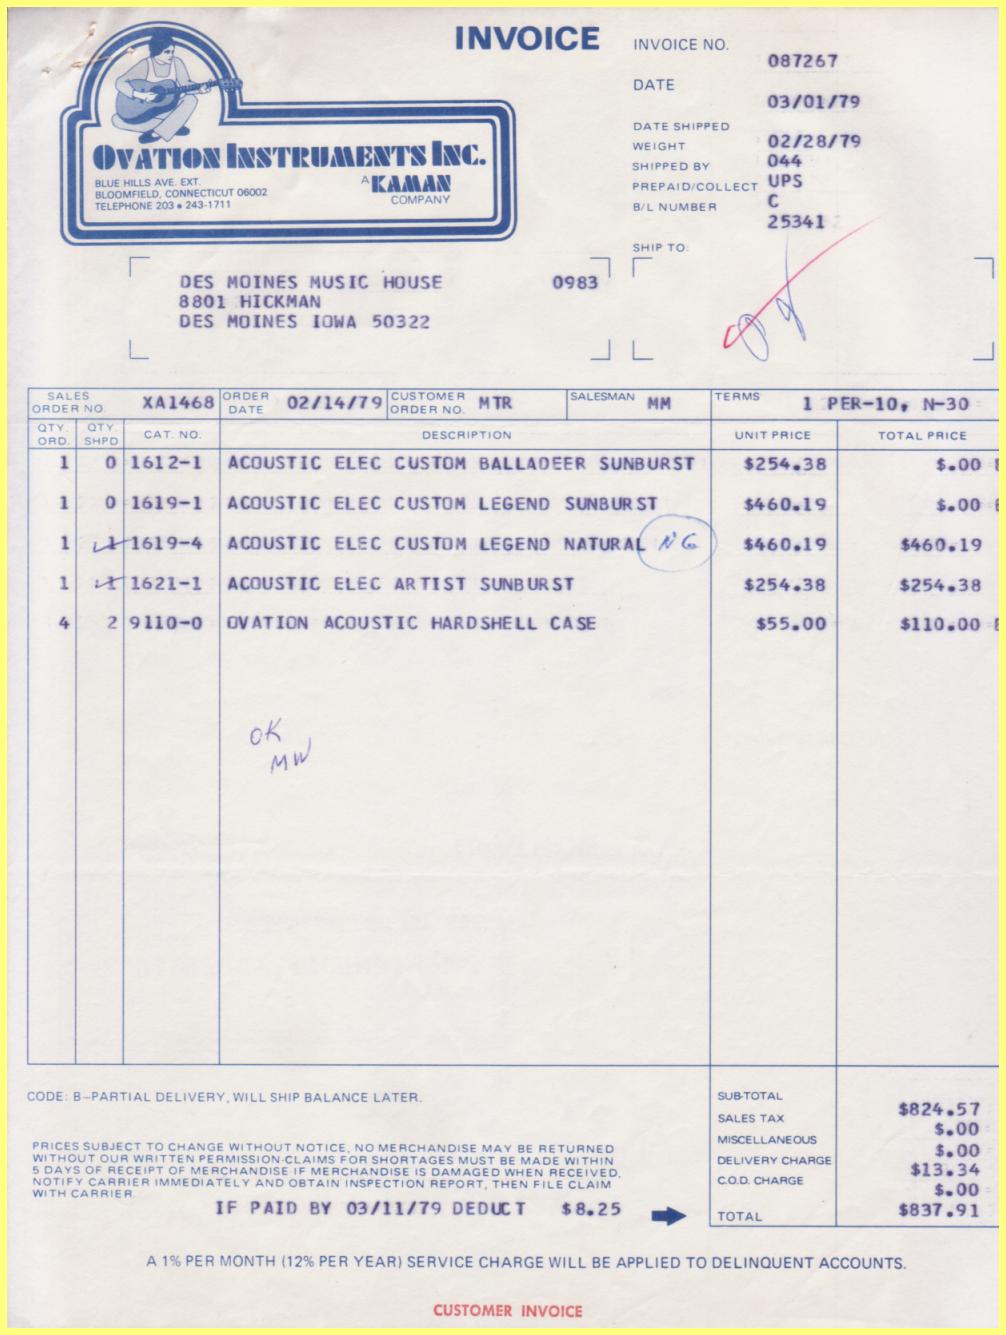 INVOICE
INVOICE NO.
087267
DATE
03/01/79
DATE SHIPPED
02/28/79
WEIGHT
044
SHIPPED BY
UPS
PREPAID/COLLECT
C
B/L NUMBER
25341
SHIP TO:
OVATION INSTRUMENTS INC.
BLUE HILLS AVE. EXT.
BLOOMFIELD, CONNECTICUT 06002
TELEPHONE 203 • 243-1711
A KAMAN
COMPANY
DES MOINES MUSIC HOUSE 0983
8801 HICKMAN
DES MOINES IOWA 50322
SALES ORDER NO. XA1468 ORDER DATE 02/14/79 CUSTOMER ORDER NO. MTR SALESMAN MM TERMS 1 PER-10, N-30
QTY. ORD. QTY. SHPD CAT. NO. DESCRIPTION UNIT PRICE TOTAL PRICE
1 0 1612-1 ACOUSTIC ELEC CUSTOM BALLADEER SUNBURST $254.38 $.00
1 0 1619-1 ACOUSTIC ELEC CUSTOM LEGEND SUNBURST $460.19 $.00
1 1 1619-4 ACOUSTIC ELEC CUSTOM LEGEND NATURAL NG $460.19 $460.19
1 1 1621-1 ACOUSTIC ELEC ARTIST SUNBURST $254.38 $254.38
4 2 9110-0 OVATION ACOUSTIC HARDSHELL CASE $55.00 $110.00
OK
MW
CODE: B-PARTIAL DELIVERY, WILL SHIP BALANCE LATER.
SUB-TOTAL $824.57
SALES TAX $.00
MISCELLANEOUS $.00
DELIVERY CHARGE $13.34
C.O.D. CHARGE $.00
TOTAL $837.91
PRICES SUBJECT TO CHANGE WITHOUT NOTICE, NO MERCHANDISE MAY BE RETURNED
WITHOUT OUR WRITTEN PERMISSION-CLAIMS FOR SHORTAGES MUST BE MADE WITHIN
5 DAYS OF RECEIPT OF MERCHANDISE-IF MERCHANDISE IS DAMAGED WHEN RECEIVED,
NOTIFY CARRIER IMMEDIATELY AND OBTAIN INSPECTION REPORT, THEN FILE CLAIM
WITH CARRIER.
IF PAID BY 03/11/79 DEDUCT $8.25
A 1% PER MONTH (12% PER YEAR) SERVICE CHARGE WILL BE APPLIED TO DELINQUENT ACCOUNTS.
CUSTOMER INVOICE